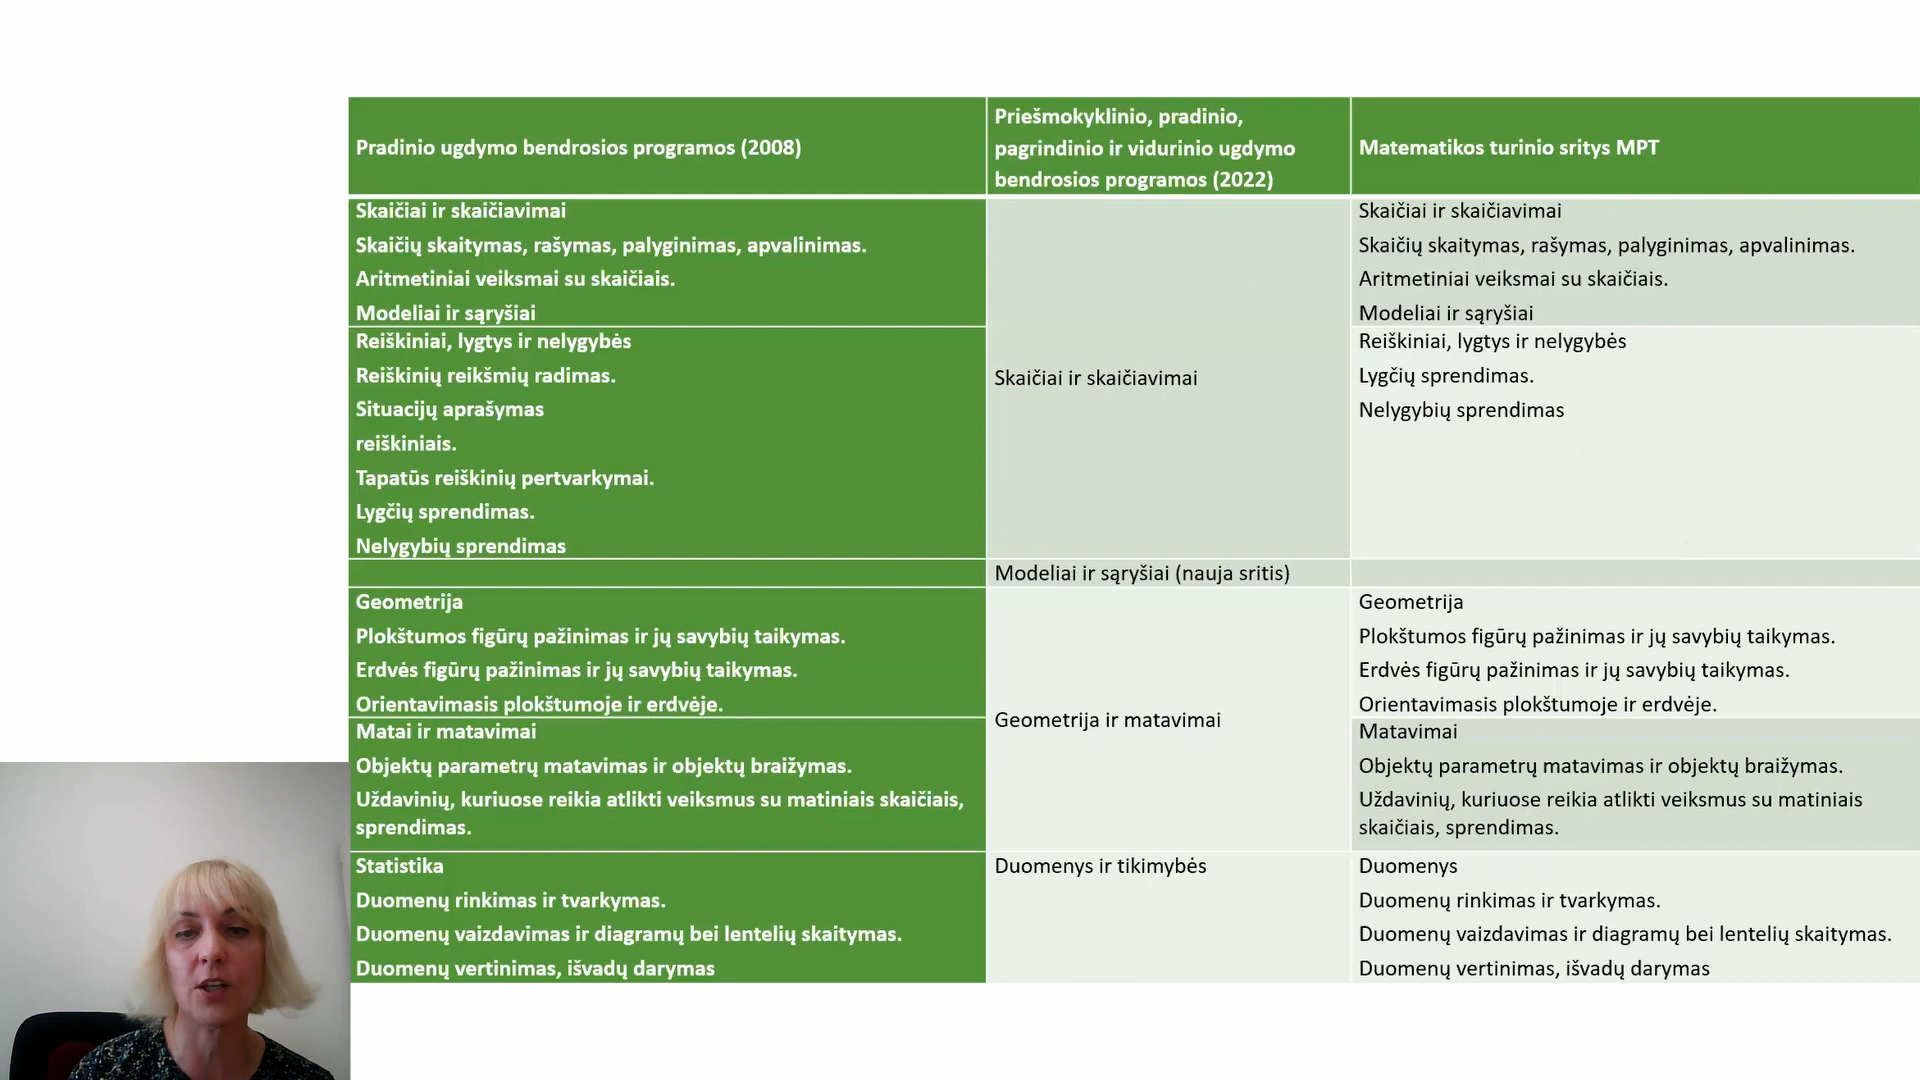 Pradinio ugdymo bendrosios programos (2008)
Priešmokyklinio, pradinio,
pagrindinio ir vidurinio ugdymo
bendrosios programos (2022)
Matematikos turinio sritys MPT
Skaičiai ir skaičiavimai
Skaičių skaitymas, rašymas, palyginimas, apvalinimas.
Aritmetiniai veiksmai su skaičiais.
Modeliai ir sąryšiai
Reiškiniai, lygtys ir nelygybės
Reiškinių reikšmių radimas.
Situacijų aprašymas
reiškiniais.
Tapatūs reiškinių pertvarkymai.
Lygčių sprendimas.
Nelygybių sprendimas
Skaičiai ir skaičiavimai
Skaičiai ir skaičiavimai
Skaičių skaitymas, rašymas, palyginimas, apvalinimas.
Aritmetiniai veiksmai su skaičiais.
Modeliai ir sąryšiai
Reiškiniai, lygtys ir nelygybės
Lygčių sprendimas.
Nelygybių sprendimas
Modeliai ir sąryšiai (nauja sritis)
Geometrija
Plokštumos figūrų pažinimas ir jų savybių taikymas.
Erdvės figūrų pažinimas ir jų savybių taikymas.
Orientavimasis plokštumoje ir erdvėje.
Matai ir matavimai
Objektų parametrų matavimas ir objektų braižymas.
Uždavinių, kuriuose reikia atlikti veiksmus su matiniais skaičiais,
sprendimas.
Geometrija ir matavimai
Geometrija
Plokštumos figūrų pažinimas ir jų savybių taikymas.
Erdvės figūrų pažinimas ir jų savybių taikymas.
Orientavimasis plokštumoje ir erdvėje.
Matavimai
Objektų parametrų matavimas ir objektų braižymas.
Uždavinių, kuriuose reikia atlikti veiksmus su matiniais
skaičiais, sprendimas.
Statistika
Duomenų rinkimas ir tvarkymas.
Duomenų vaizdavimas ir diagramų bei lentelių skaitymas.
Duomenų vertinimas, išvadų darymas
Duomenys ir tikimybės
Duomenys
Duomenų rinkimas ir tvarkymas.
Duomenų vaizdavimas ir diagramų bei lentelių skaitymas.
Duomenų vertinimas, išvadų darymas